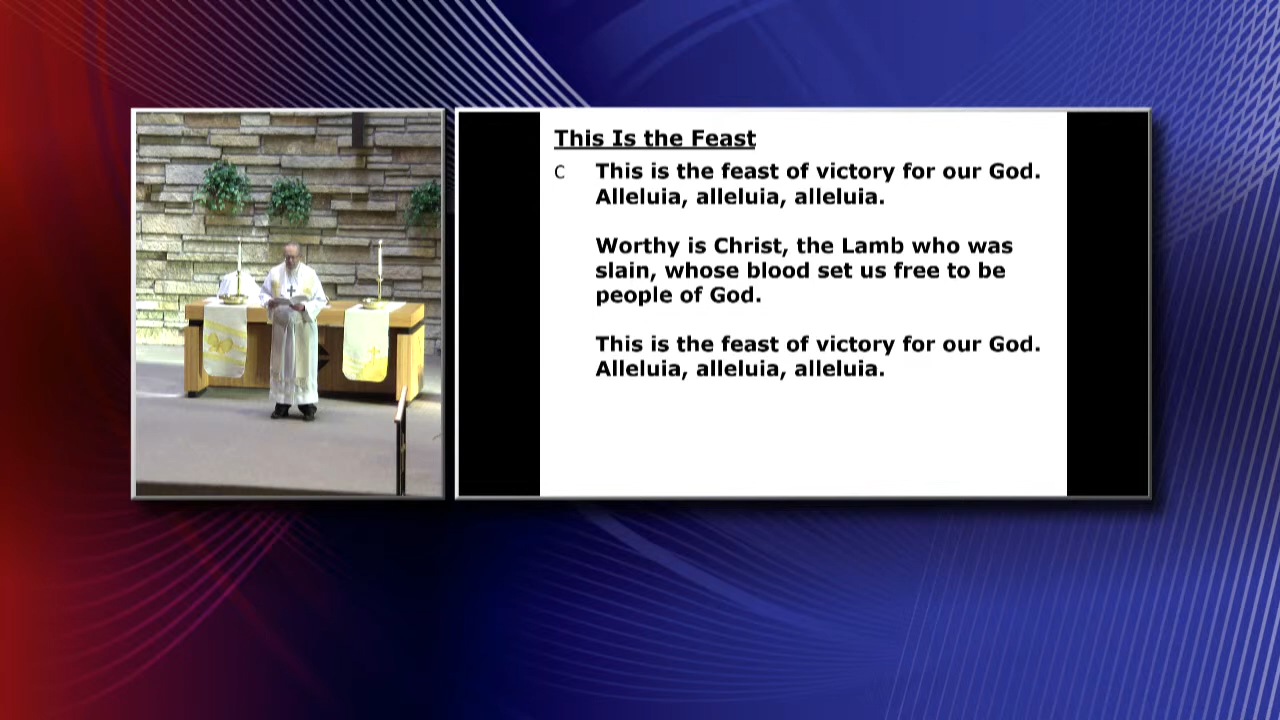 This Is the Feast
C This is the feast of victory for our God.
Alleluia, alleluia, alleluia.
Worthy is Christ, the Lamb who was
slain, whose blood set us free to be
people of God.
This is the feast of victory for our God.
Alleluia, alleluia, alleluia.